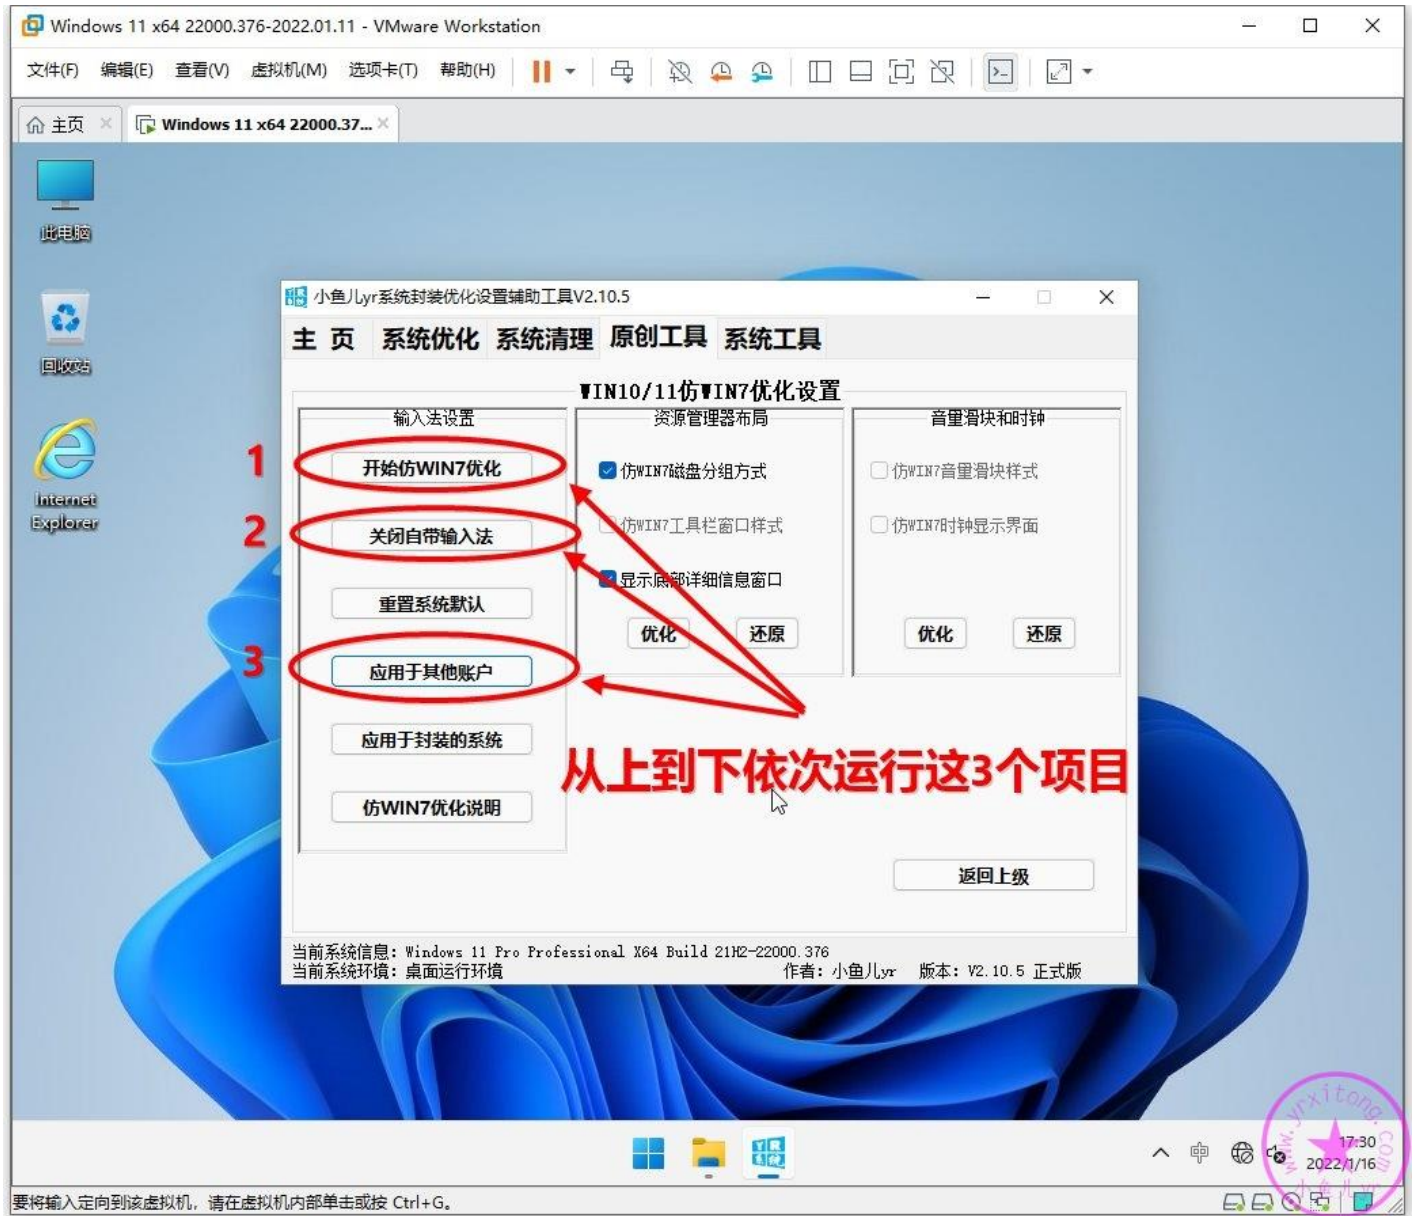 Windows 11 x64 22000.376-2022.01.11 - VMware Workstation
文件(F) 编辑(E) 查看(V) 虚拟机(M) 选项卡(T) 帮助(H)
主页 Windows 11 x64 22000.37...
此电脑
回收站
Internet
Explorer
小鱼儿yr系统封装优化设置辅助工具V2.10.5
主 页 系统优化 系统清理 原创工具 系统工具
WIN10/11仿WIN7优化设置
输入法设置 资源管理器布局 音里滑块和时钟
1 开始仿WIN7优化 仿WIN7磁盘分组方式 仿WIN7音里滑块样式
2 关闭自带输入法 仿WIN7工具栏窗口样式 仿WIN7时钟显示界面
重置系统默认 显示底部详细信息窗口
优化 还原 优化 还原
3 应用于其他账户
应用于封装的系统
从上到下依次运行这3个项目
仿WIN7优化说明
返回上级
当前系统信息: Windows 11 Pro Professional X64 Build 21H2-22000.376
当前系统环境: 桌面运行环境 作者: 小鱼儿yr 版本: V2.10.5 正式版
YR
系统
中
17:30
2022/1/16
www.yrxitong.com
小鱼儿yr
要将输入定向到该虚拟机，请在虚拟机内部单击或按 Ctrl+G。